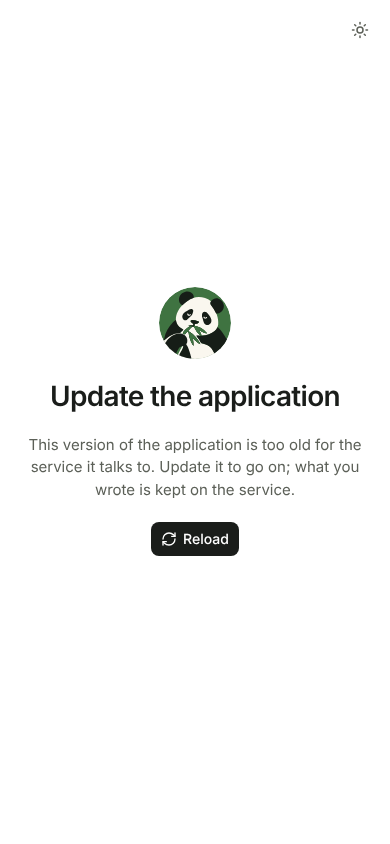 Update the application
This version of the application is too old for the
service it talks to. Update it to go on; what you
wrote is kept on the service.
Reload